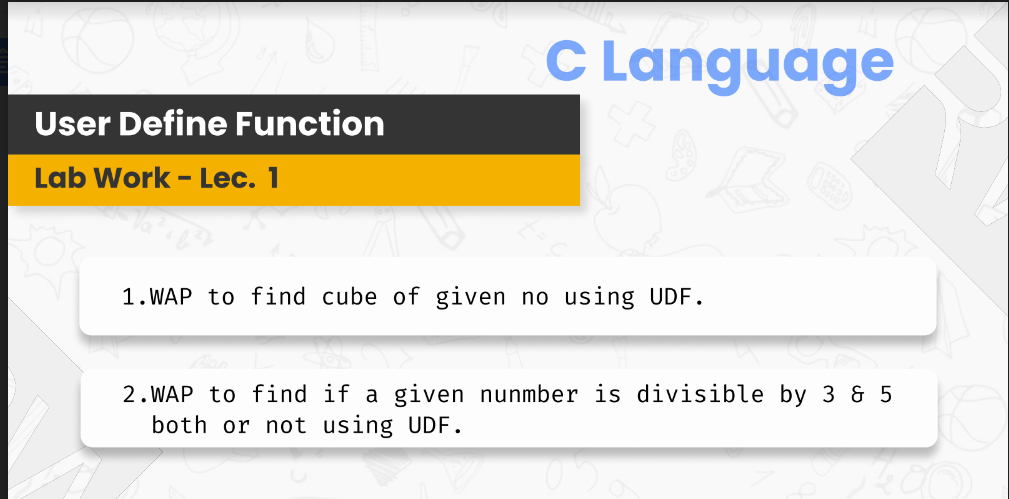 C Language
User Define Function
Lab Work - Lec. 1
1.WAP to find cube of given no using UDF.
2.WAP to find if a given nunmber is divisible by 3 & 5
both or not using UDF.